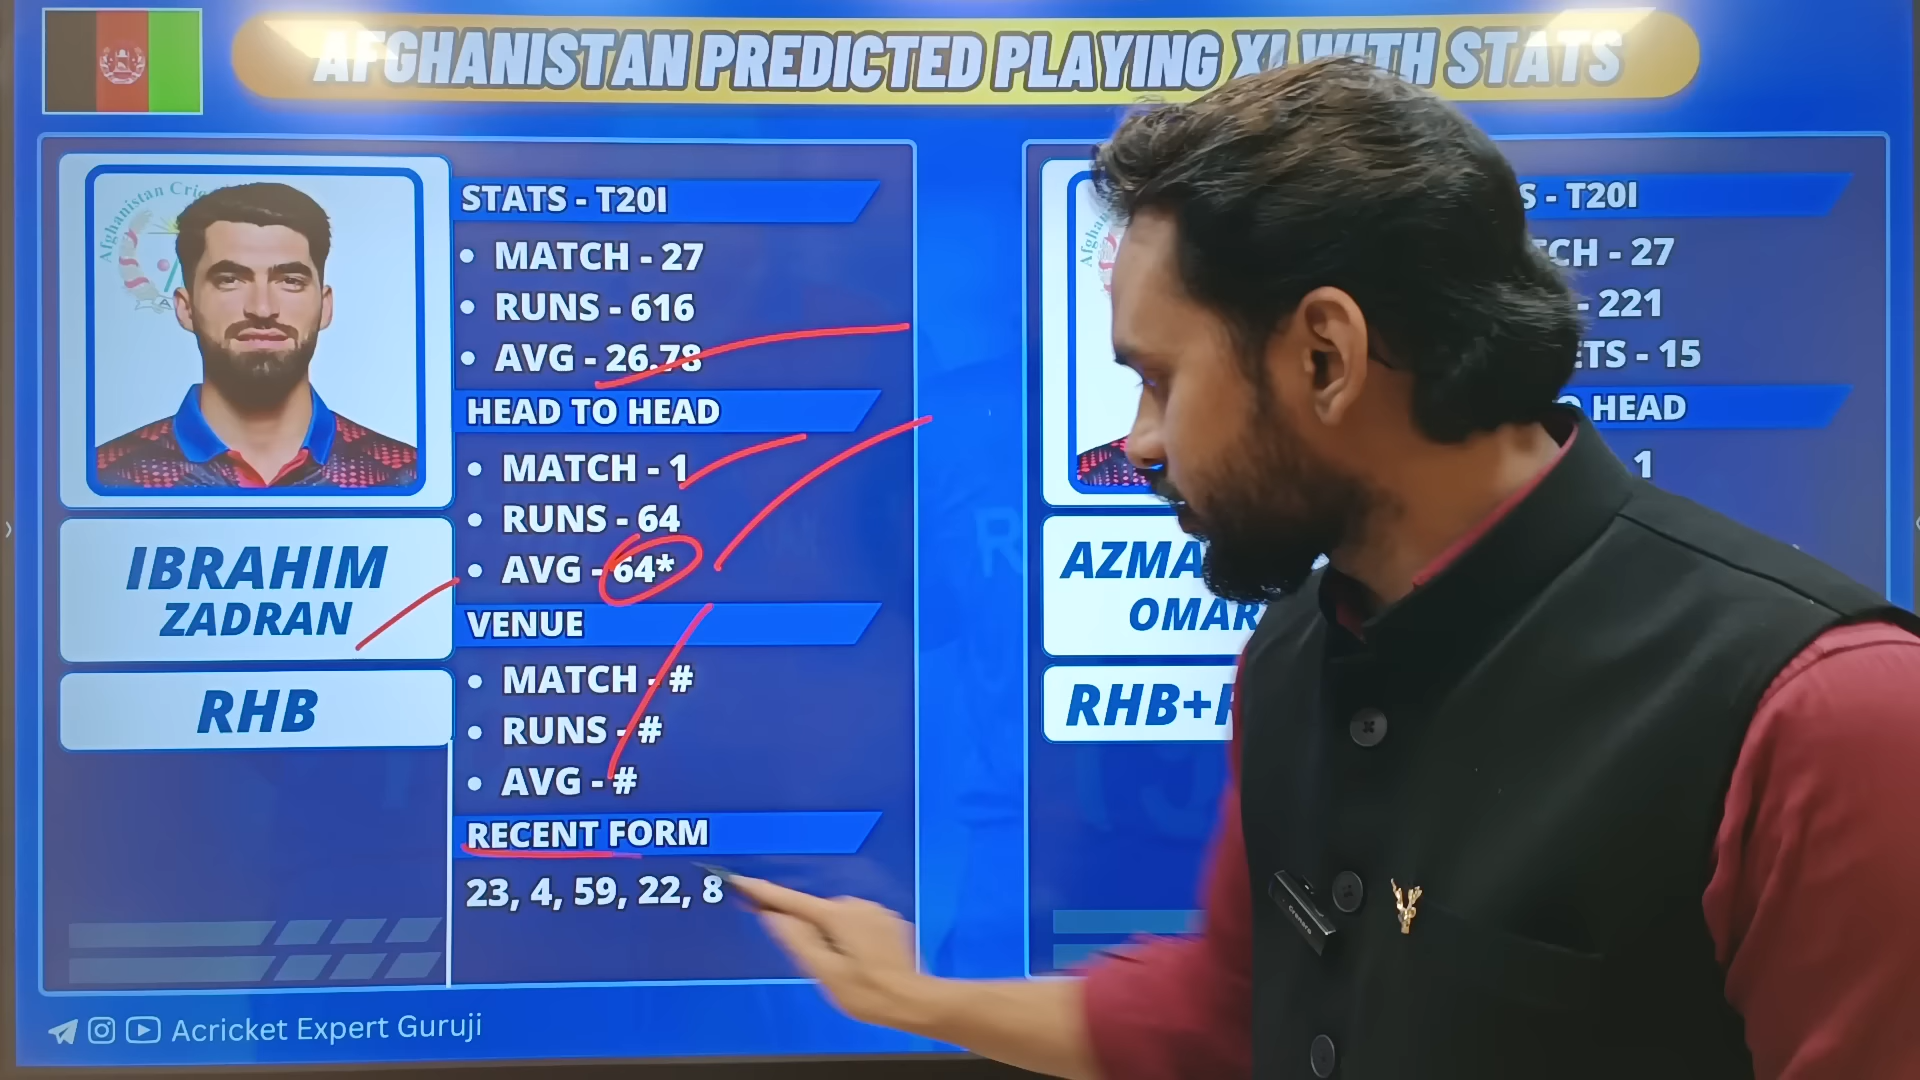 AFGHANISTAN PREDICTED PLAYING XI WITH STATS
STATS - T20I
• MATCH - 27
• RUNS - 616
• AVG - 26.78
HEAD TO HEAD
• MATCH - 1
• RUNS - 64
• AVG - 64*
VENUE
• MATCH - #
• RUNS - #
• AVG - #
RECENT FORM
23, 4, 59, 22, 8
IBRAHIM
ZADRAN
RHB
S - T20I
TCH - 27
- 221
ETS - 15
HEAD
1
AZMA
OMAR
RHB+
Acricket Expert Guruji